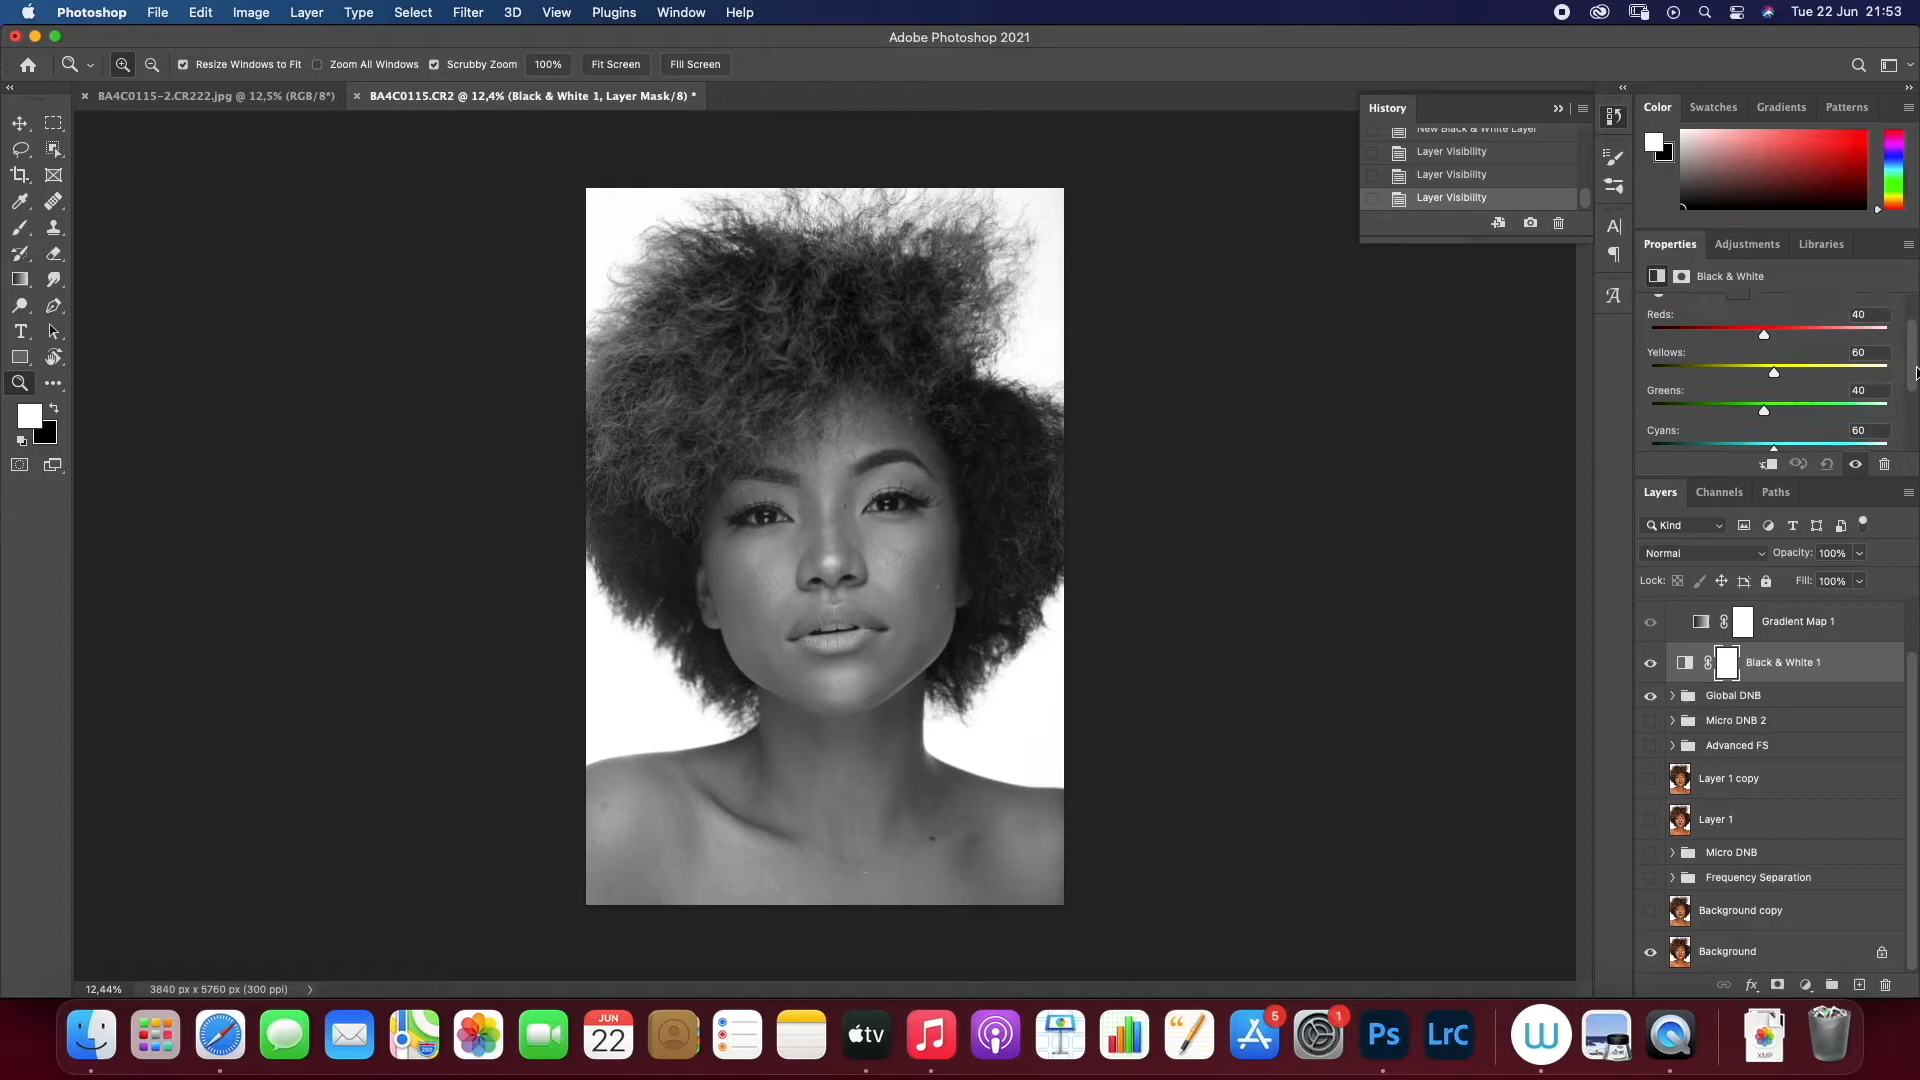 Photoshop File Edit Image Layer Type Select Filter 3D View Plugins Window Help Tue 22 Jun 21:53
Adobe Photoshop 2021
Resize Windows to Fit Zoom All Windows Scrubby Zoom 100% Fit Screen Fill Screen
BA4C0115-2.CR222.jpg @ 12,5% (RGB/8*) BA4C0115.CR2 @ 12,4% (Black & White 1, Layer Mask/8) *
History
New Black & White Layer
Layer Visibility
Layer Visibility
Layer Visibility
Color Swatches Gradients Patterns
Properties Adjustments Libraries
Black & White
Reds: 40
Yellows: 60
Greens: 40
Cyans: 60
Layers Channels Paths
Kind
Normal Opacity: 100%
Lock: Fill: 100%
Gradient Map 1
Black & White 1
Global DNB
Micro DNB 2
Advanced FS
Layer 1 copy
Layer 1
Micro DNB
Frequency Separation
Background copy
Background
12,44% 3840 px x 5760 px (300 ppi)
JUN
22
280
tv
5
1
Ps
LrC
W
XMP